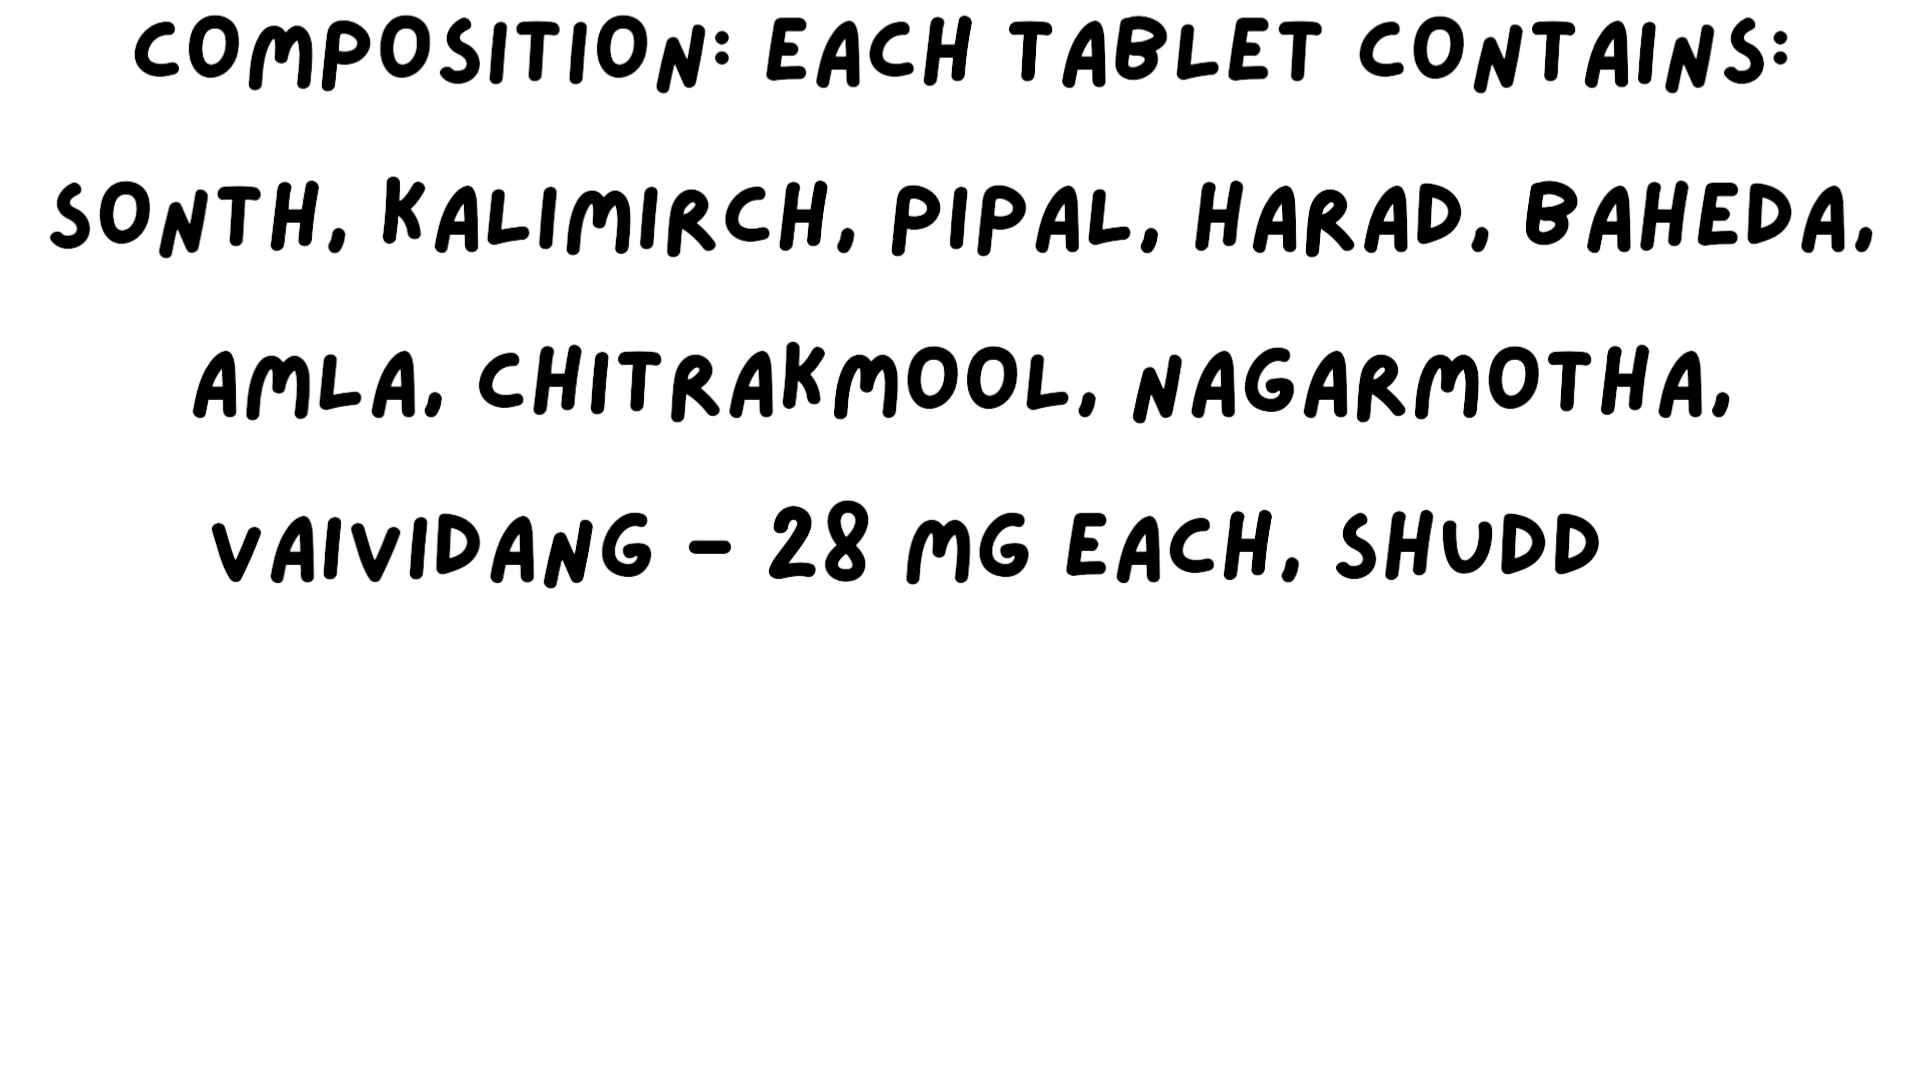 COMPOSITION: EACH TABLET CONTAINS:
SONTH, KALIMIRCH, PIPAL, HARAD, BAHEDA,
AMLA, CHITRAKMOOL, NAGARMOTHA,
VAIVIDANG - 28 MG EACH, SHUDD